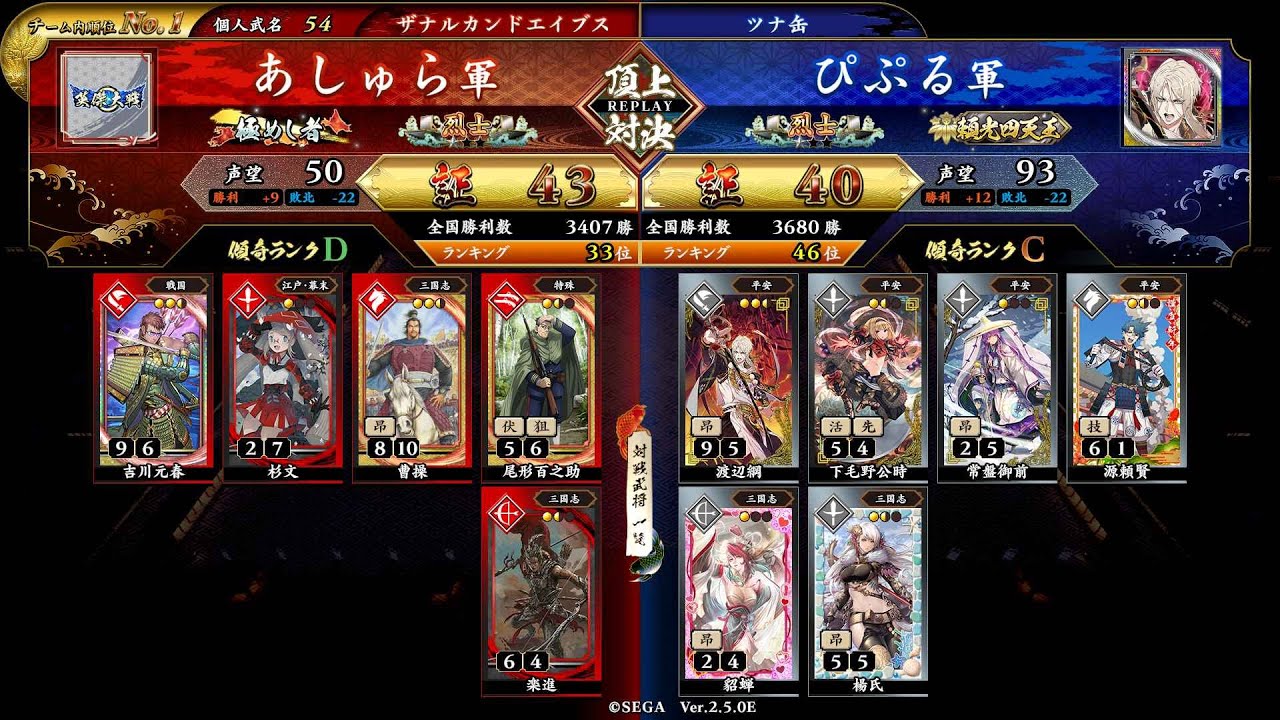 チーム内順位 No.1 個人武名 54 ザナルカンドエイブス ツナ缶
あしゅら軍
頂上
REPLAY
対決
ぴぷる軍
英傑大戦
極めし者 烈士 烈士 頼光四天王
声望 50
勝利 +9 敗北 -22
証 43
証 40
声望 93
勝利 +12 敗北 -22
全国勝利数 3407勝
全国勝利数 3680勝
傾奇ランクD
ランキング 33位
ランキング 46位
傾奇ランクC
戦国
9 6
吉川元春
江戸・幕末
2 7
杉文
三国志
昂
8 10
曹操
特殊
伏 狙
5 6
尾形百之助
平安
昂
9 5
渡辺綱
平安
活 先
5 4
下毛野公時
平安
昂
2 5
常盤御前
平安
技
6 1
源頼賢
対戦武将一覧
三国志
6 4
楽進
三国志
昂
2 4
貂蝉
三国志
昂
5 5
楊氏
©SEGA Ver.2.5.0E